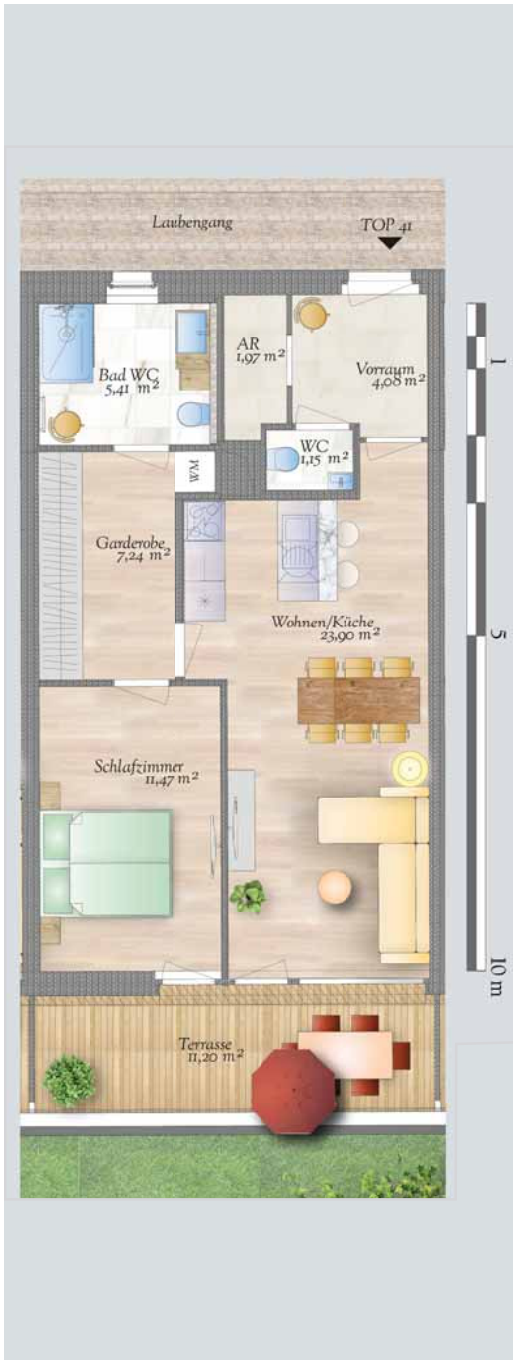 Laubengang
TOP 41
AR
1,97 m²
Vorraum
4,08 m²
Bad WC
5,41 m²
WC
1,15 m²
WM
Garderobe
7,24 m²
Wohnen/Küche
23,90 m²
Schlafzimmer
11,47 m²
Terrasse
11,20 m²
1
5
10 m